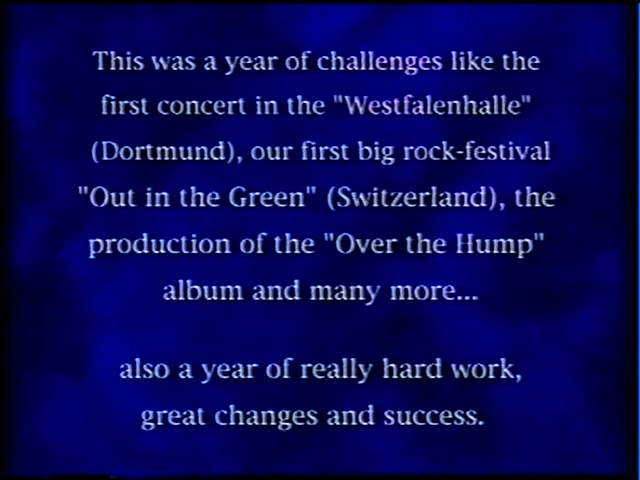 This was a year of challenges like the
first concert in the "Westfalenhalle"
(Dortmund), our first big rock-festival
"Out in the Green" (Switzerland), the
production of the "Over the Hump"
album and many more...
also a year of really hard work,
great changes and success.